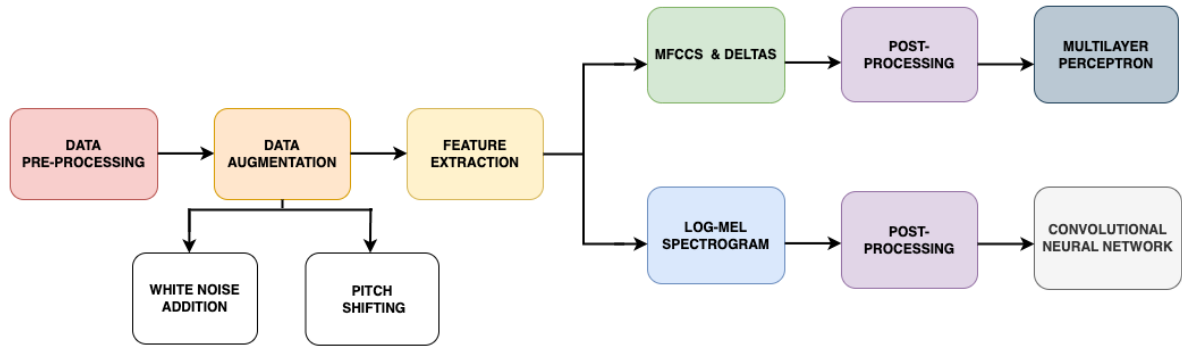 DATA
PRE-PROCESSING
DATA
AUGMENTATION
WHITE NOISE
ADDITION
PITCH
SHIFTING
FEATURE
EXTRACTION
MFCCS & DELTAS
POST-
PROCESSING
MULTILAYER
PERCEPTRON
LOG-MEL
SPECTROGRAM
POST-
PROCESSING
CONVOLUTIONAL
NEURAL NETWORK